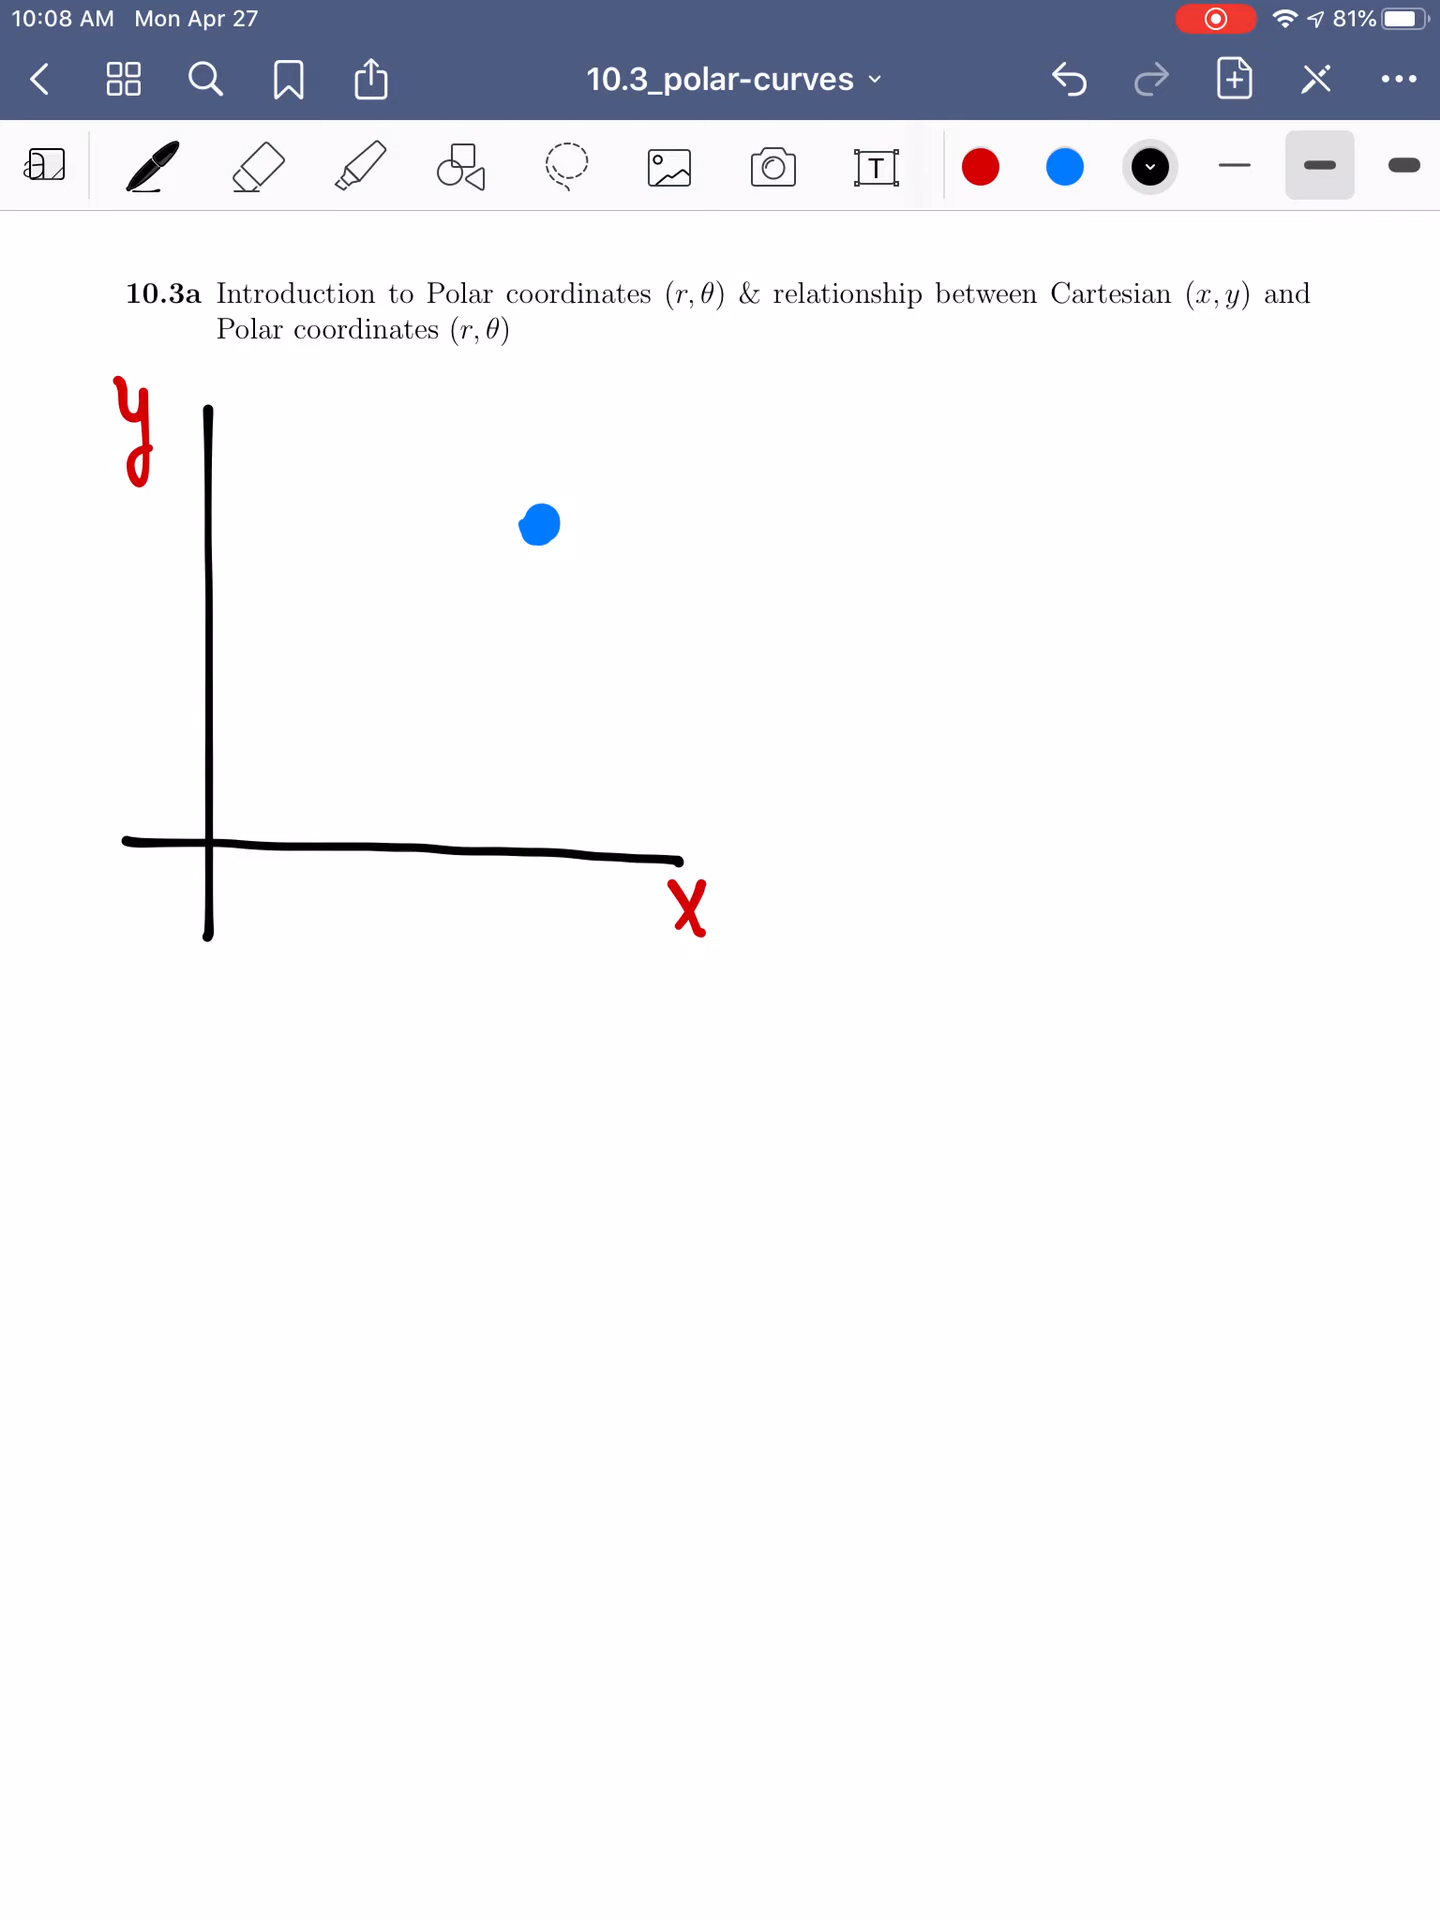 10:08 AM Mon Apr 27 81%
10.3_polar-curves
a T
10.3a Introduction to Polar coordinates (r, θ) & relationship between Cartesian (x, y) and
Polar coordinates (r, θ)
y
x